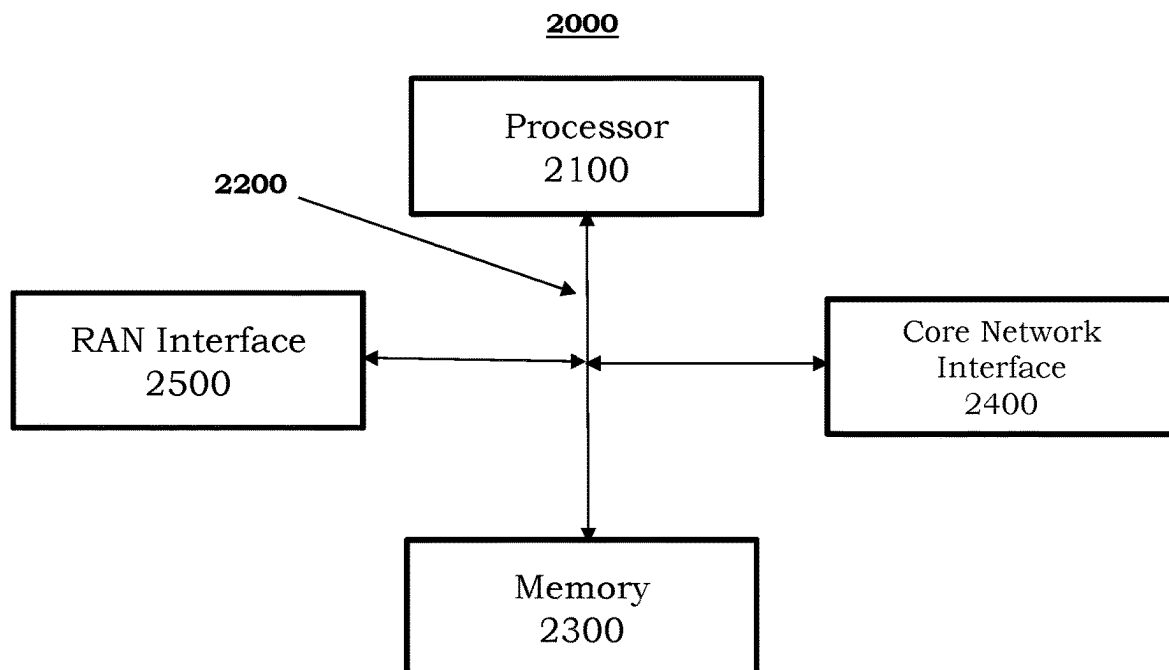 2000
Processor
2100
2200
RAN Interface
2500
Core Network
Interface
2400
Memory
2300